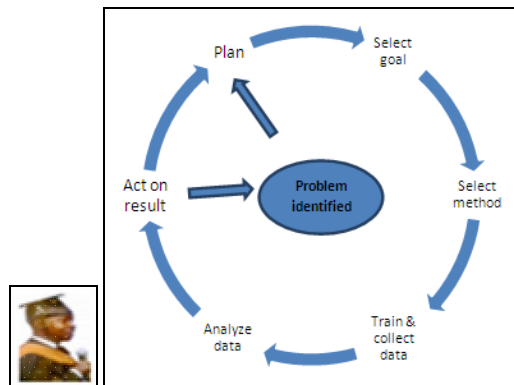 Plan
Select
goal
Select
method
Train &
collect
data
Analyze
data
Act on
result
Problem
identified